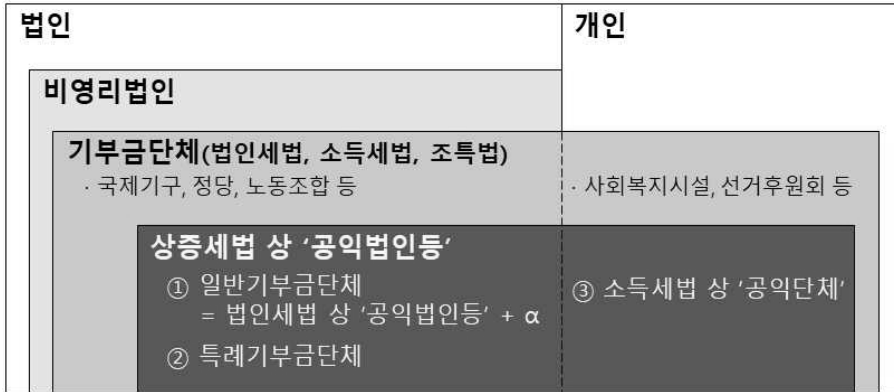 법인
개인
비영리법인
기부금단체(법인세법, 소득세법, 조특법)
· 국제기구, 정당, 노동조합 등
· 사회복지시설, 선거후원회 등
상증세법 상 ‘공익법인등’
① 일반기부금단체
= 법인세법 상 ‘공익법인등’ + α
③ 소득세법 상 ‘공익단체’
② 특례기부금단체